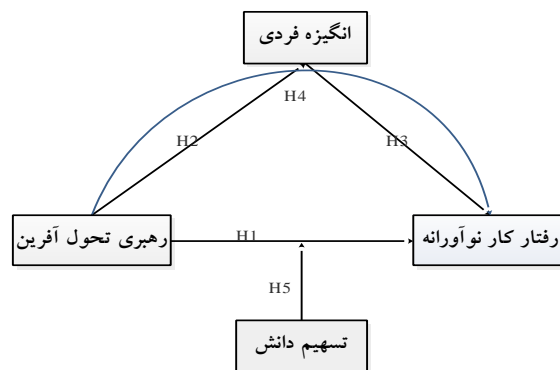 انگیزه فردی
H4
H2
H3
رهبری تحول آفرین
H1
رفتار کار نوآورانه
H5
تسهیم دانش